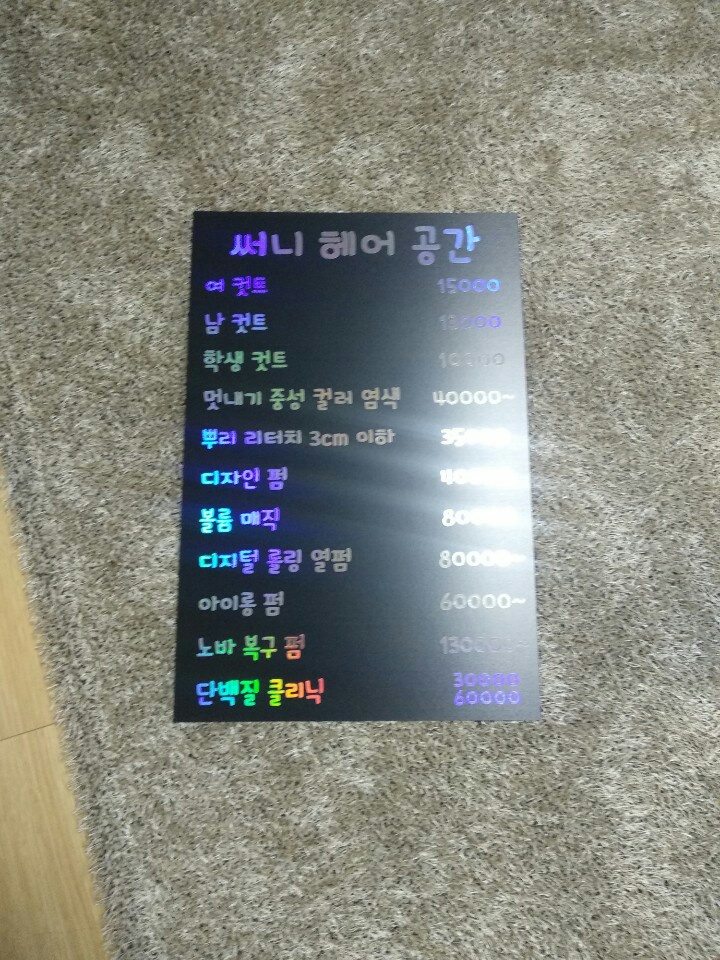 써니 헤어 공간
여 컷트 15000
남 컷트
학생 컷트
멋내기 중성 컬러 염색 40000~
뿌리 리터치 3cm 이하
디자인 펌
볼륨 매직
디지털 롤링 열펌 80000~
아이롱 펌 60000~
노바 복구 펌
단백질 클리닉 30000
60000